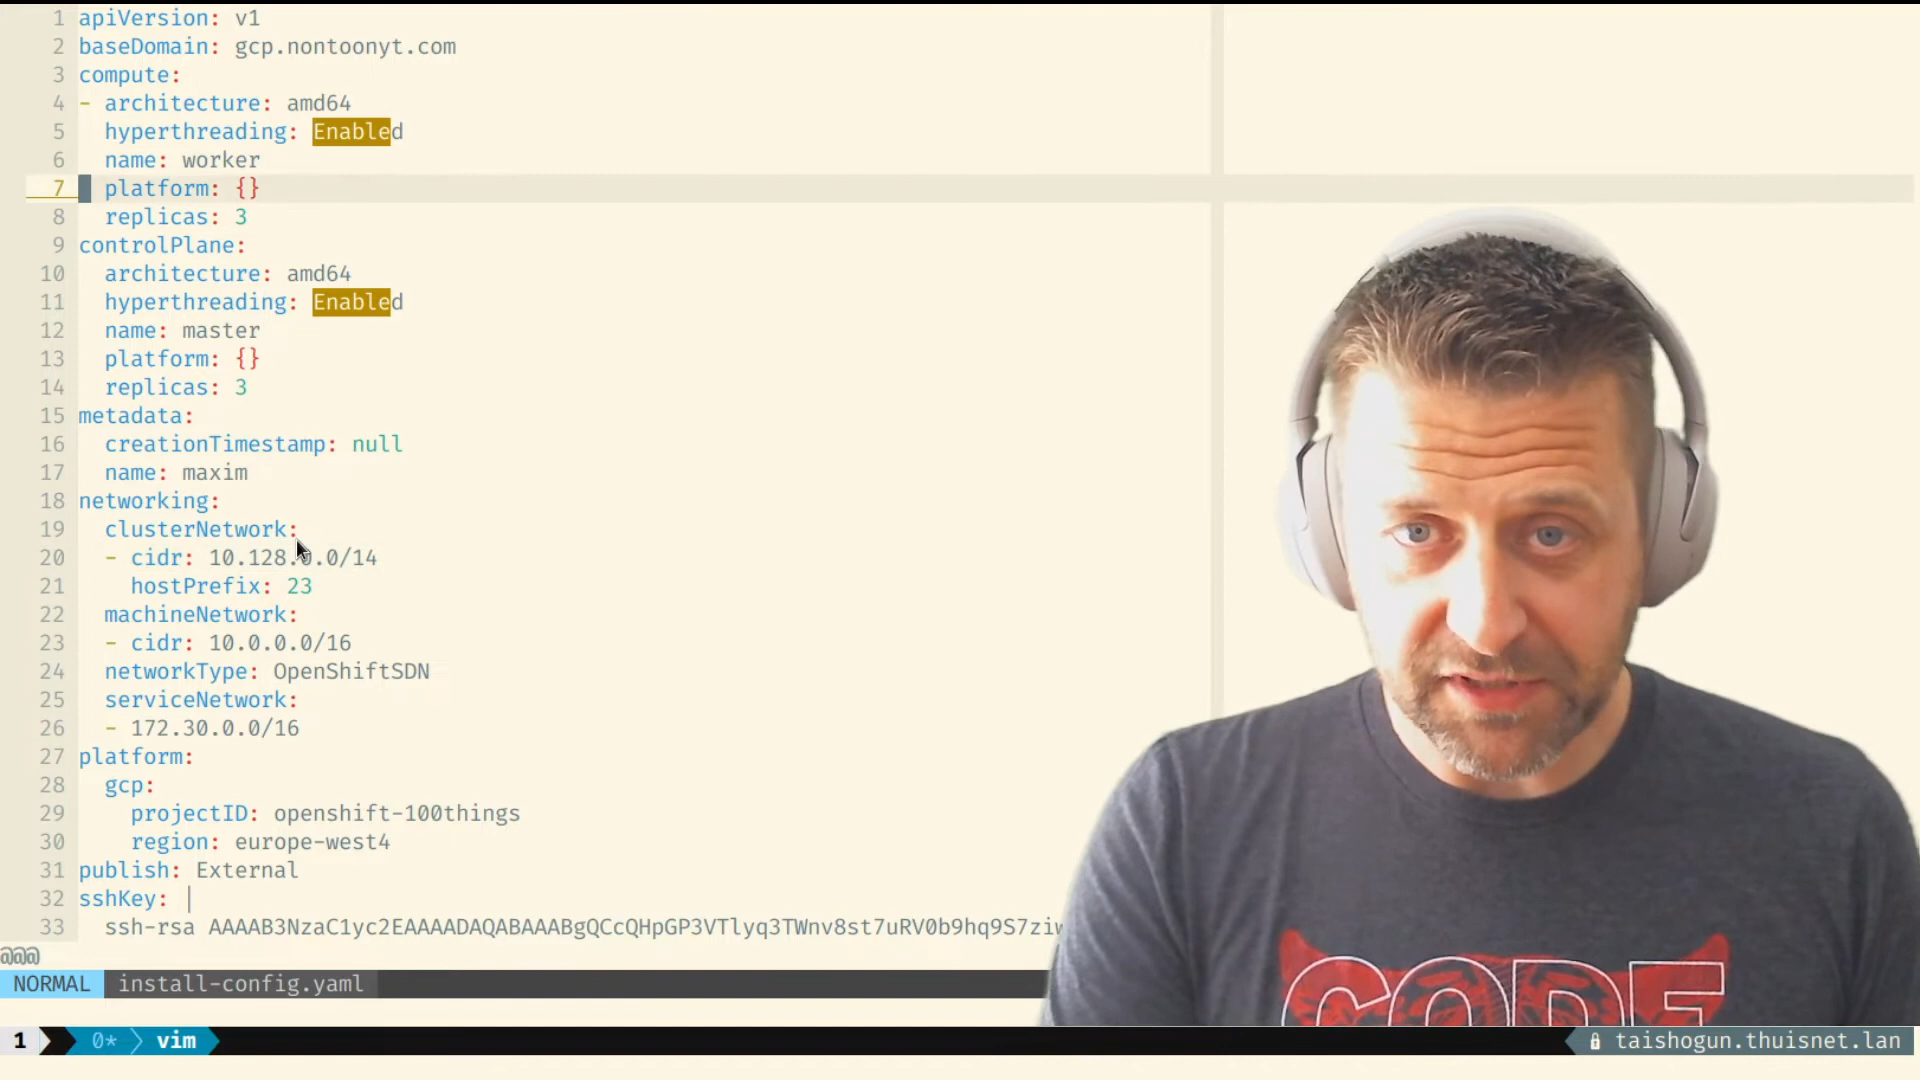 1 apiVersion: v1
2 baseDomain: gcp.nontoonyt.com
3 compute:
4 - architecture: amd64
5 hyperthreading: Enabled
6 name: worker
7 platform: {}
8 replicas: 3
9 controlPlane:
10 architecture: amd64
11 hyperthreading: Enabled
12 name: master
13 platform: {}
14 replicas: 3
15 metadata:
16 creationTimestamp: null
17 name: maxim
18 networking:
19 clusterNetwork:
20 - cidr: 10.128.0.0/14
21 hostPrefix: 23
22 machineNetwork:
23 - cidr: 10.0.0.0/16
24 networkType: OpenShiftSDN
25 serviceNetwork:
26 - 172.30.0.0/16
27 platform:
28 gcp:
29 projectID: openshift-100things
30 region: europe-west4
31 publish: External
32 sshKey: |
33 ssh-rsa AAAAB3NzaC1yc2EAAAADAQABAAABgQCcQHpGP3VTlyq3TWnv8st7uRV0b9hq9S7ziw
@@@
NORMAL install-config.yaml
CODE
1 0* vim taishogun.thuisnet.lan